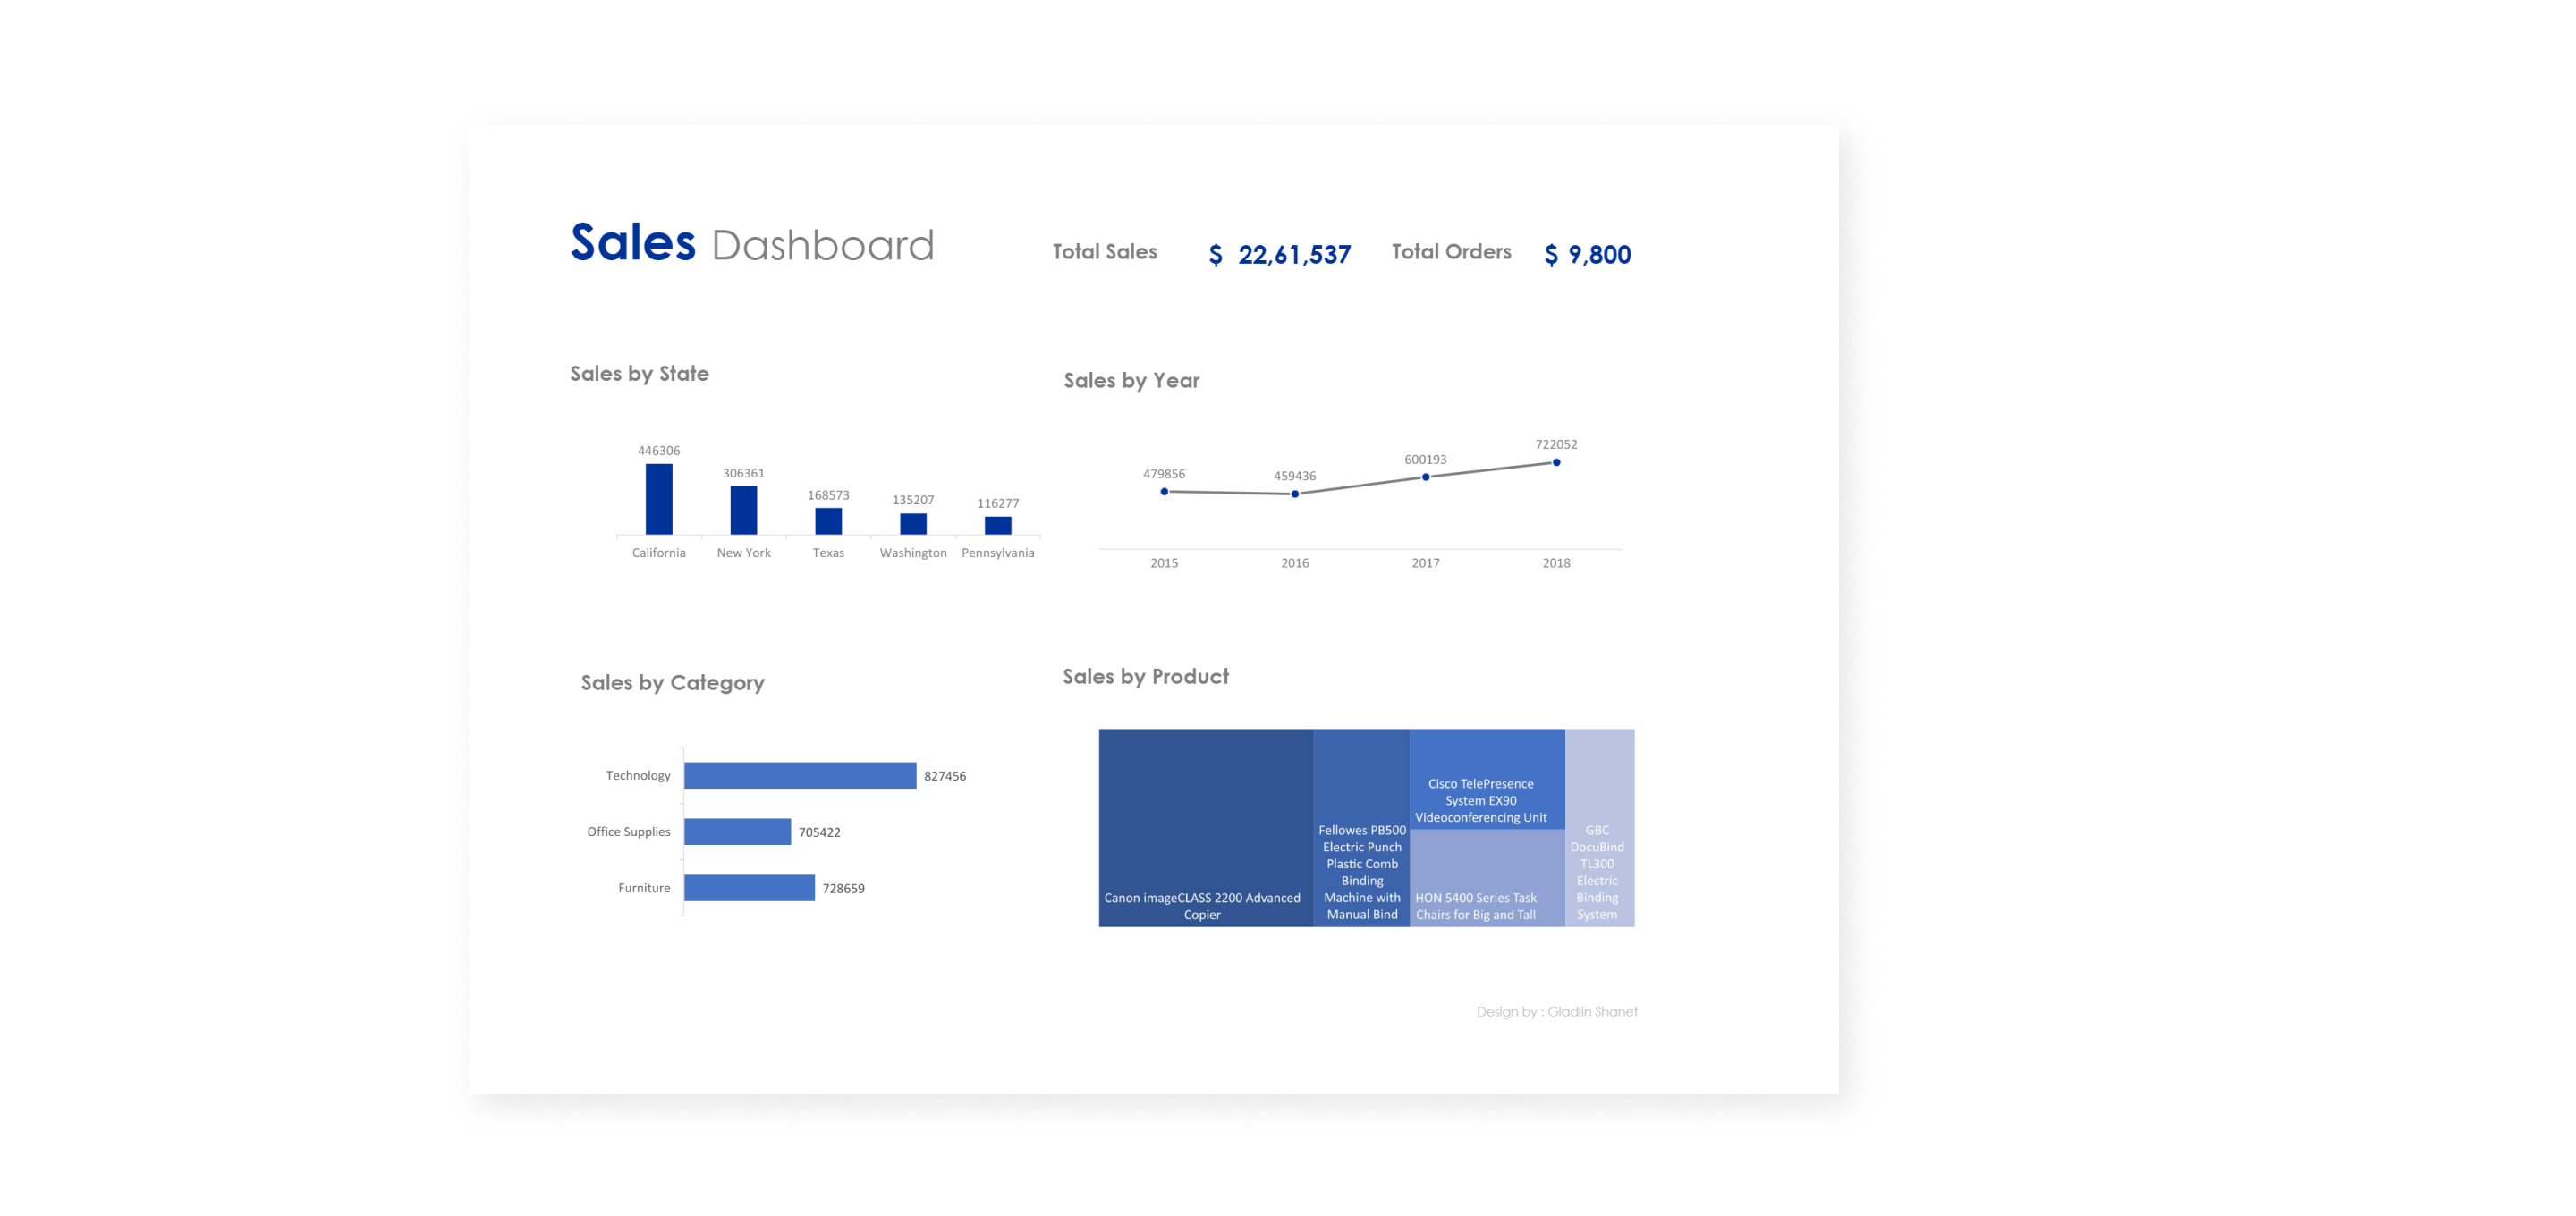 Sales Dashboard
Total Sales $ 22,61,537 Total Orders $ 9,800
Sales by State
446306
306361
168573
135207
116277
California New York Texas Washington Pennsylvania
Sales by Year
479856
459436
600193
722052
2015 2016 2017 2018
Sales by Category
Technology 827456
Office Supplies 705422
Furniture 728659
Sales by Product
Canon imageCLASS 2200 Advanced
Copier
Fellowes PB500
Electric Punch
Plastic Comb
Binding
Machine with
Manual Bind
Cisco TelePresence
System EX90
Videoconferencing Unit
HON 5400 Series Task
Chairs for Big and Tall
GBC
DocuBind
TL300
Electric
Binding
System
Design by : Gladlin Shanet